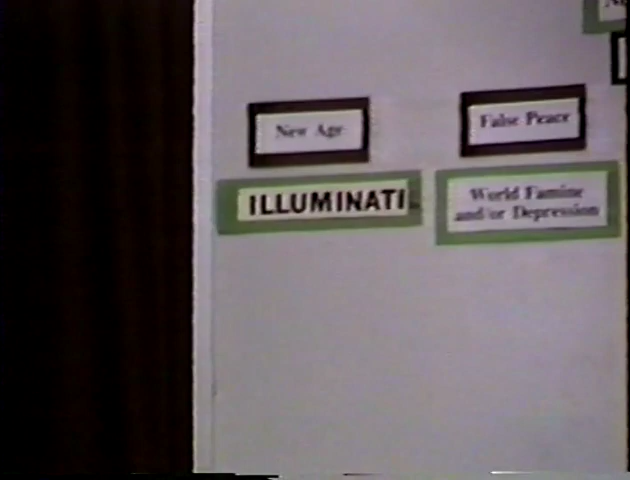 New Age
False Peace
ILLUMINATI
World Famine
and/or Depression